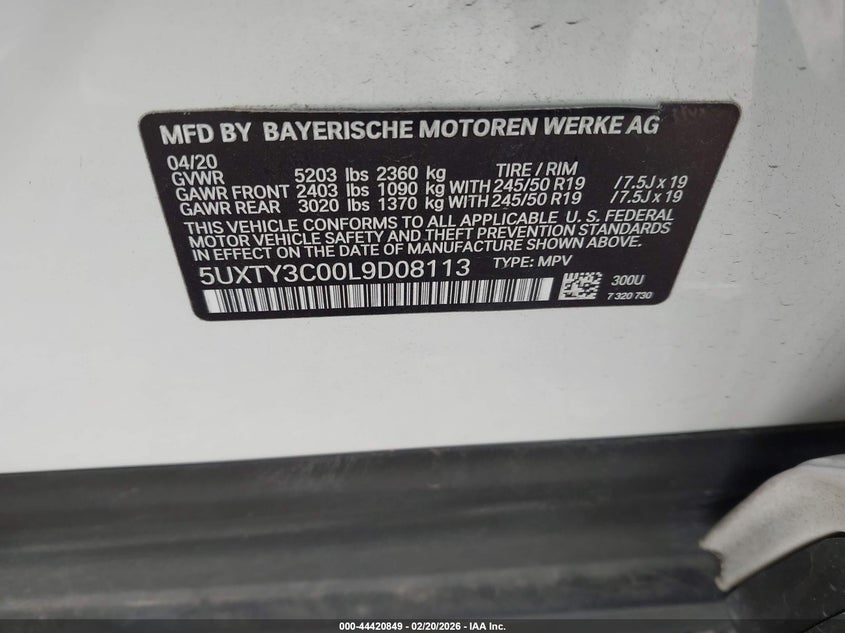 MFD BY BAYERISCHE MOTOREN WERKE AG
04/20
GVWR 5203 lbs 2360 kg TIRE / RIM
GAWR FRONT 2403 lbs 1090 kg WITH 245/50 R19 /7.5J x 19
GAWR REAR 3020 lbs 1370 kg WITH 245/50 R19 /7.5J x 19
THIS VEHICLE CONFORMS TO ALL APPLICABLE U. S. FEDERAL
MOTOR VEHICLE SAFETY AND THEFT PREVENTION STANDARDS
IN EFFECT ON THE DATE OF MANUFACTURE SHOWN ABOVE.
5UXTY3C00L9D08113 TYPE: MPV
300U
7 320 730
000-44420849 - 02/20/2026 - IAA Inc.